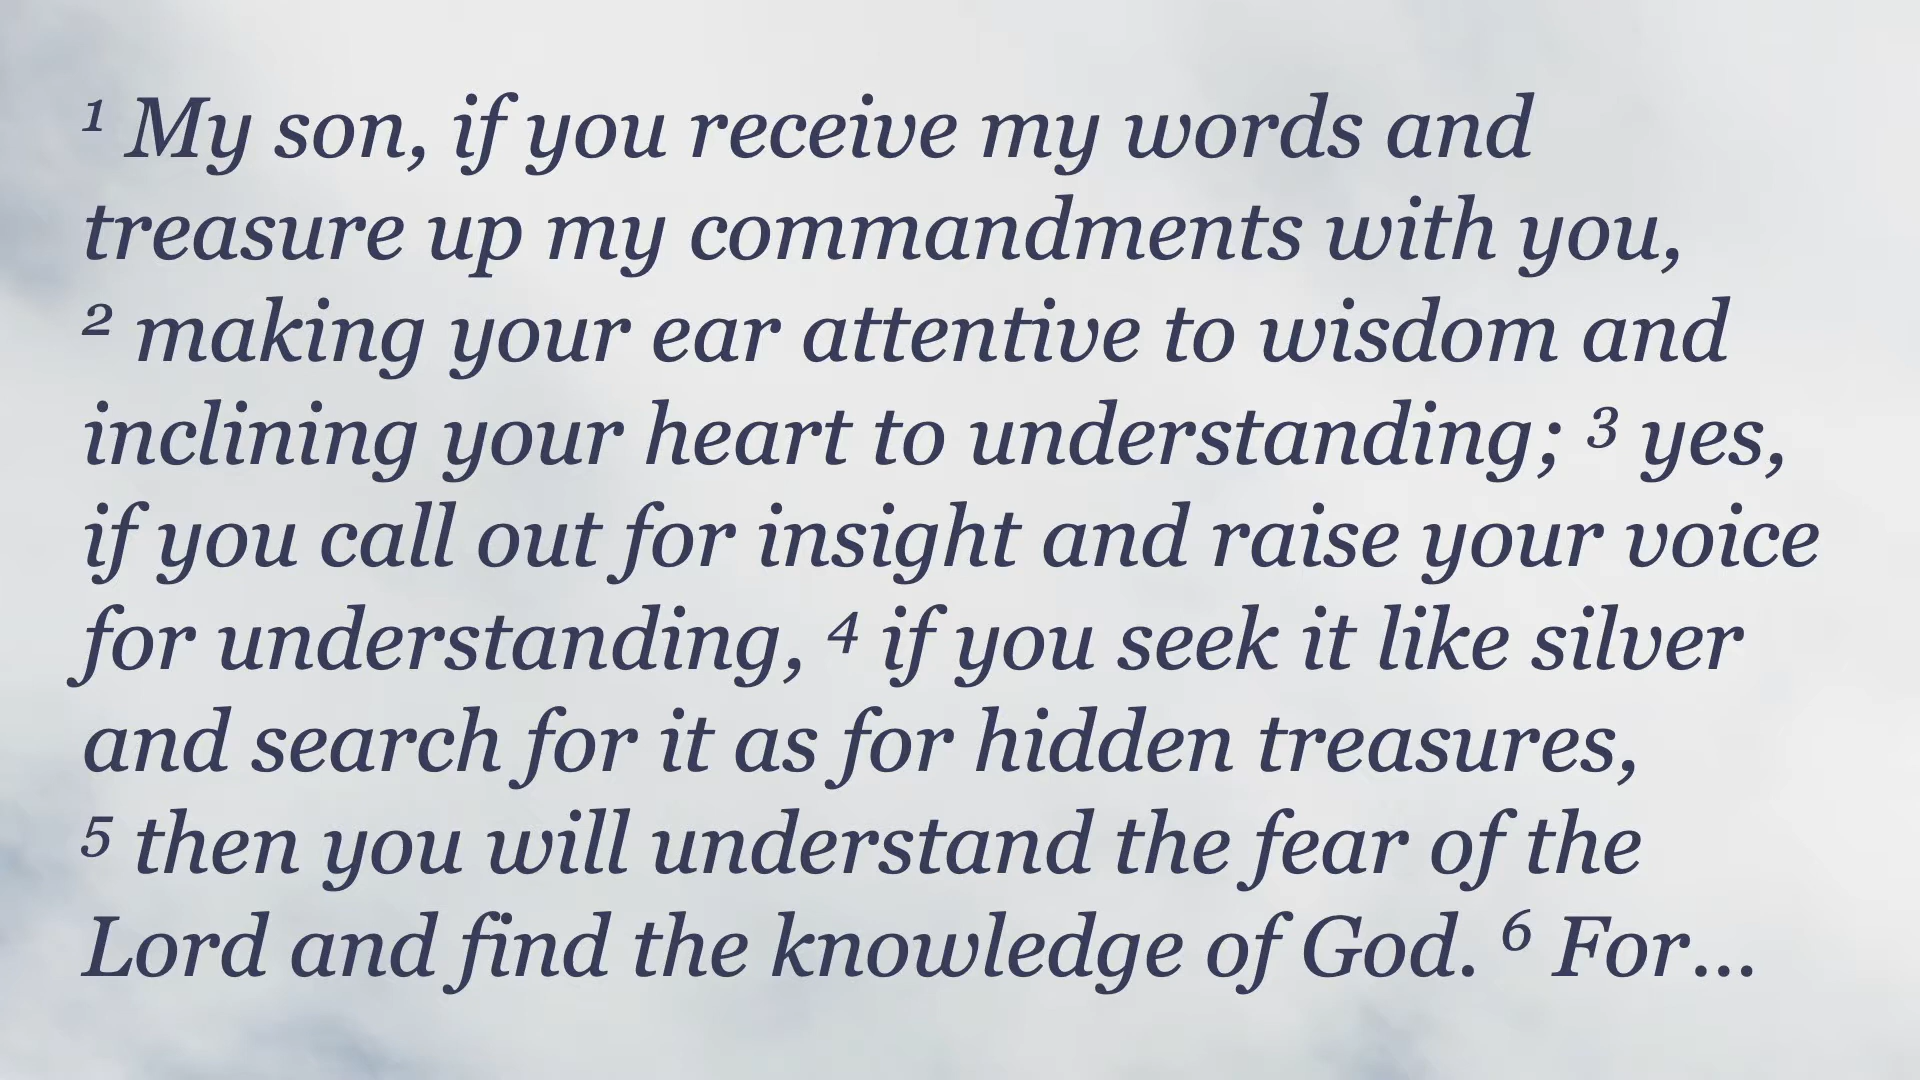 ¹ My son, if you receive my words and
treasure up my commandments with you,
² making your ear attentive to wisdom and
inclining your heart to understanding; ³ yes,
if you call out for insight and raise your voice
for understanding, ⁴ if you seek it like silver
and search for it as for hidden treasures,
⁵ then you will understand the fear of the
Lord and find the knowledge of God. ⁶ For...